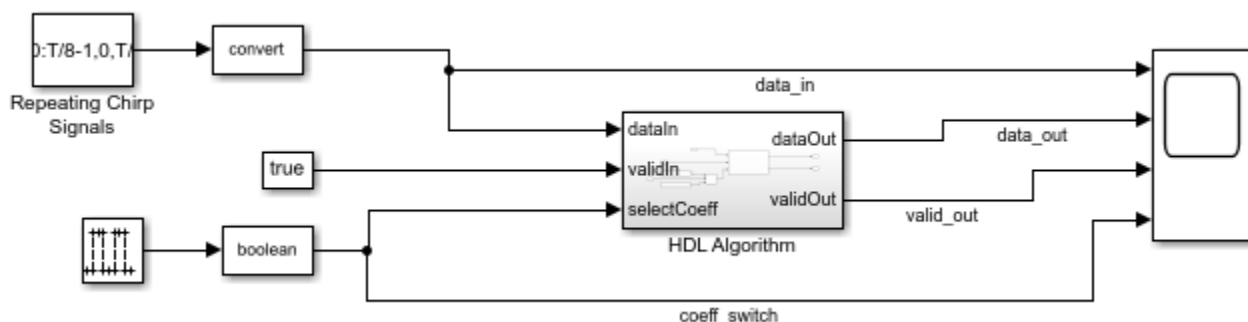 0:T/8-1,0,T/
convert
Repeating Chirp
Signals
data_in
dataIn
dataOut
data_out
true
validIn
validOut
valid_out
selectCoeff
HDL Algorithm
boolean
coeff_switch